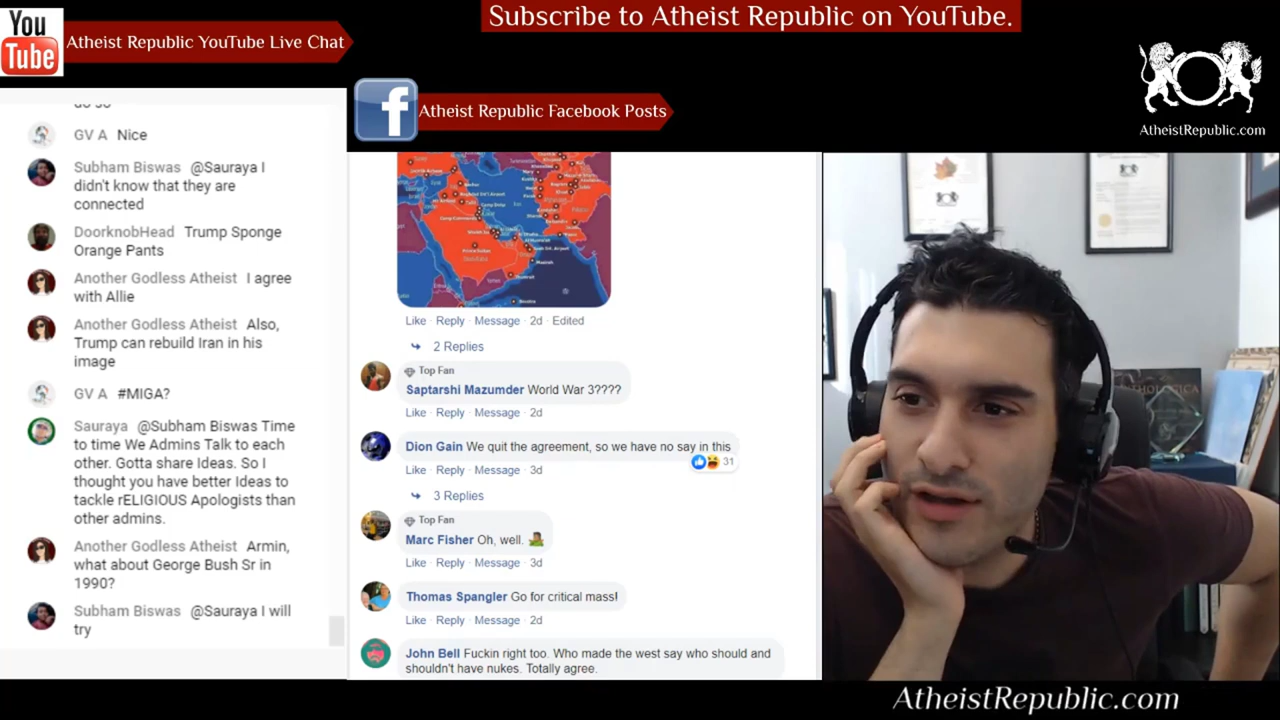 Subscribe to Atheist Republic on YouTube.
You
Tube
Atheist Republic YouTube Live Chat
Atheist Republic Facebook Posts
AtheistRepublic.com
do so
GV A Nice
Subham Biswas @Sauraya I
didn't know that they are
connected
DoorknobHead Trump Sponge
Orange Pants
Another Godless Atheist I agree
with Allie
Another Godless Atheist Also,
Trump can rebuild Iran in his
image
GV A #MIGA?
Sauraya @Subham Biswas Time
to time We Admins Talk to each
other. Gotta share Ideas. So I
thought you have better Ideas to
tackle rELIGIOUS Apologists than
other admins.
Another Godless Atheist Armin,
what about George Bush Sr in
1990?
Subham Biswas @Sauraya I will
try
Like · Reply · Message · 2d · Edited
2 Replies
Top Fan
Saptarshi Mazumder World War 3????
Like · Reply · Message · 2d
Dion Gain We quit the agreement, so we have no say in this
31
Like · Reply · Message · 3d
3 Replies
Top Fan
Marc Fisher Oh, well.
Like · Reply · Message · 3d
Thomas Spangler Go for critical mass!
Like · Reply · Message · 2d
John Bell Fuckin right too. Who made the west say who should and
shouldn't have nukes. Totally agree.
AtheistRepublic.com